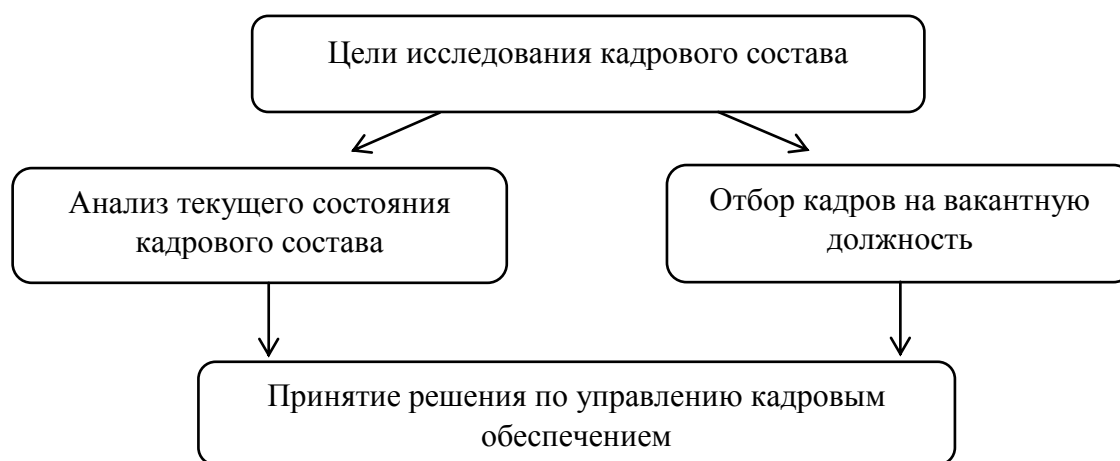 Цели исследования кадрового состава
Анализ текущего состояния
кадрового состава
Отбор кадров на вакантную
должность
Принятие решения по управлению кадровым
обеспечением